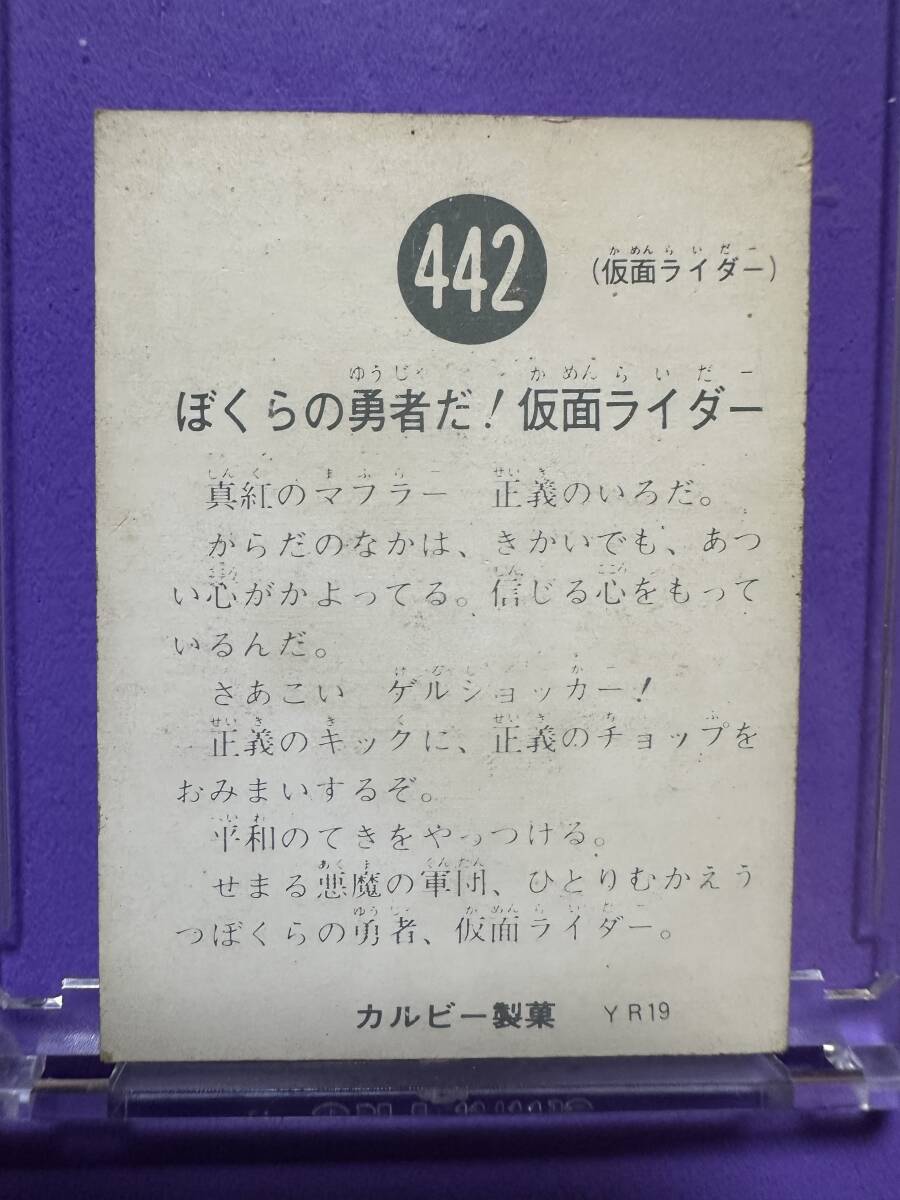 442
(仮面ライダー)
ぼくらの勇者だ!仮面ライダー
真紅のマフラー　正義のいろだ。
からだのなかは、きかいでも、あつ
い心がかよってる。信じる心をもって
いるんだ。
さあこい　ゲルショッカー!
正義のキックに、正義のチョップを
おみまいするぞ。
平和のてきをやっつける。
せまる悪魔の軍団、ひとりむかえう
つぼくらの勇者、仮面ライダー。
カルビー製菓　YR19